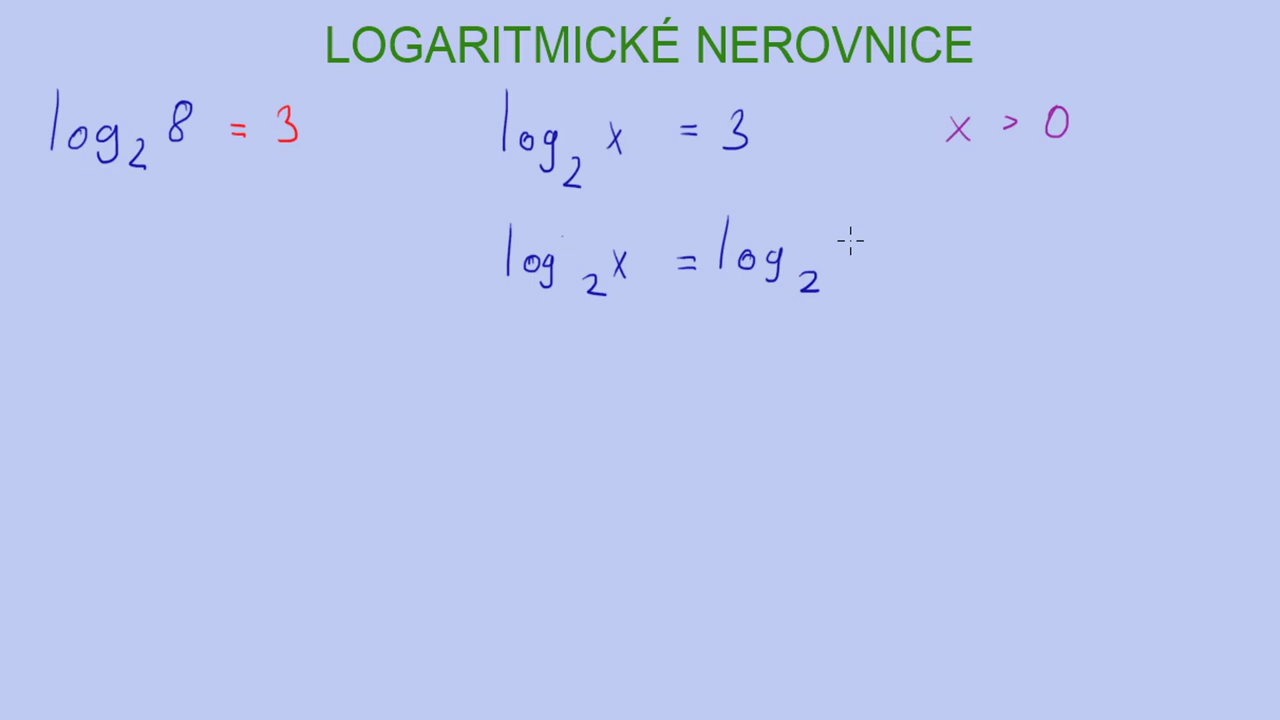 LOGARITMICKÉ NEROVNICE
log₂ 8 = 3 log₂ x = 3 x > 0
log₂ x = log₂